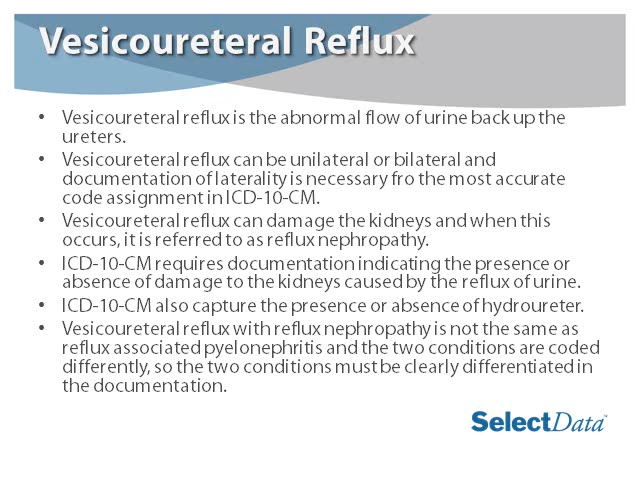 Vesicoureteral Reflux
• Vesicoureteral reflux is the abnormal flow of urine back up the
ureters.
• Vesicoureteral reflux can be unilateral or bilateral and
documentation of laterality is necessary fro the most accurate
code assignment in ICD-10-CM.
• Vesicoureteral reflux can damage the kidneys and when this
occurs, it is referred to as reflux nephropathy.
• ICD-10-CM requires documentation indicating the presence or
absence of damage to the kidneys caused by the reflux of urine.
• ICD-10-CM also capture the presence or absence of hydroureter.
• Vesicoureteral reflux with reflux nephropathy is not the same as
reflux associated pyelonephritis and the two conditions are coded
differently, so the two conditions must be clearly differentiated in
the documentation.
SelectData™